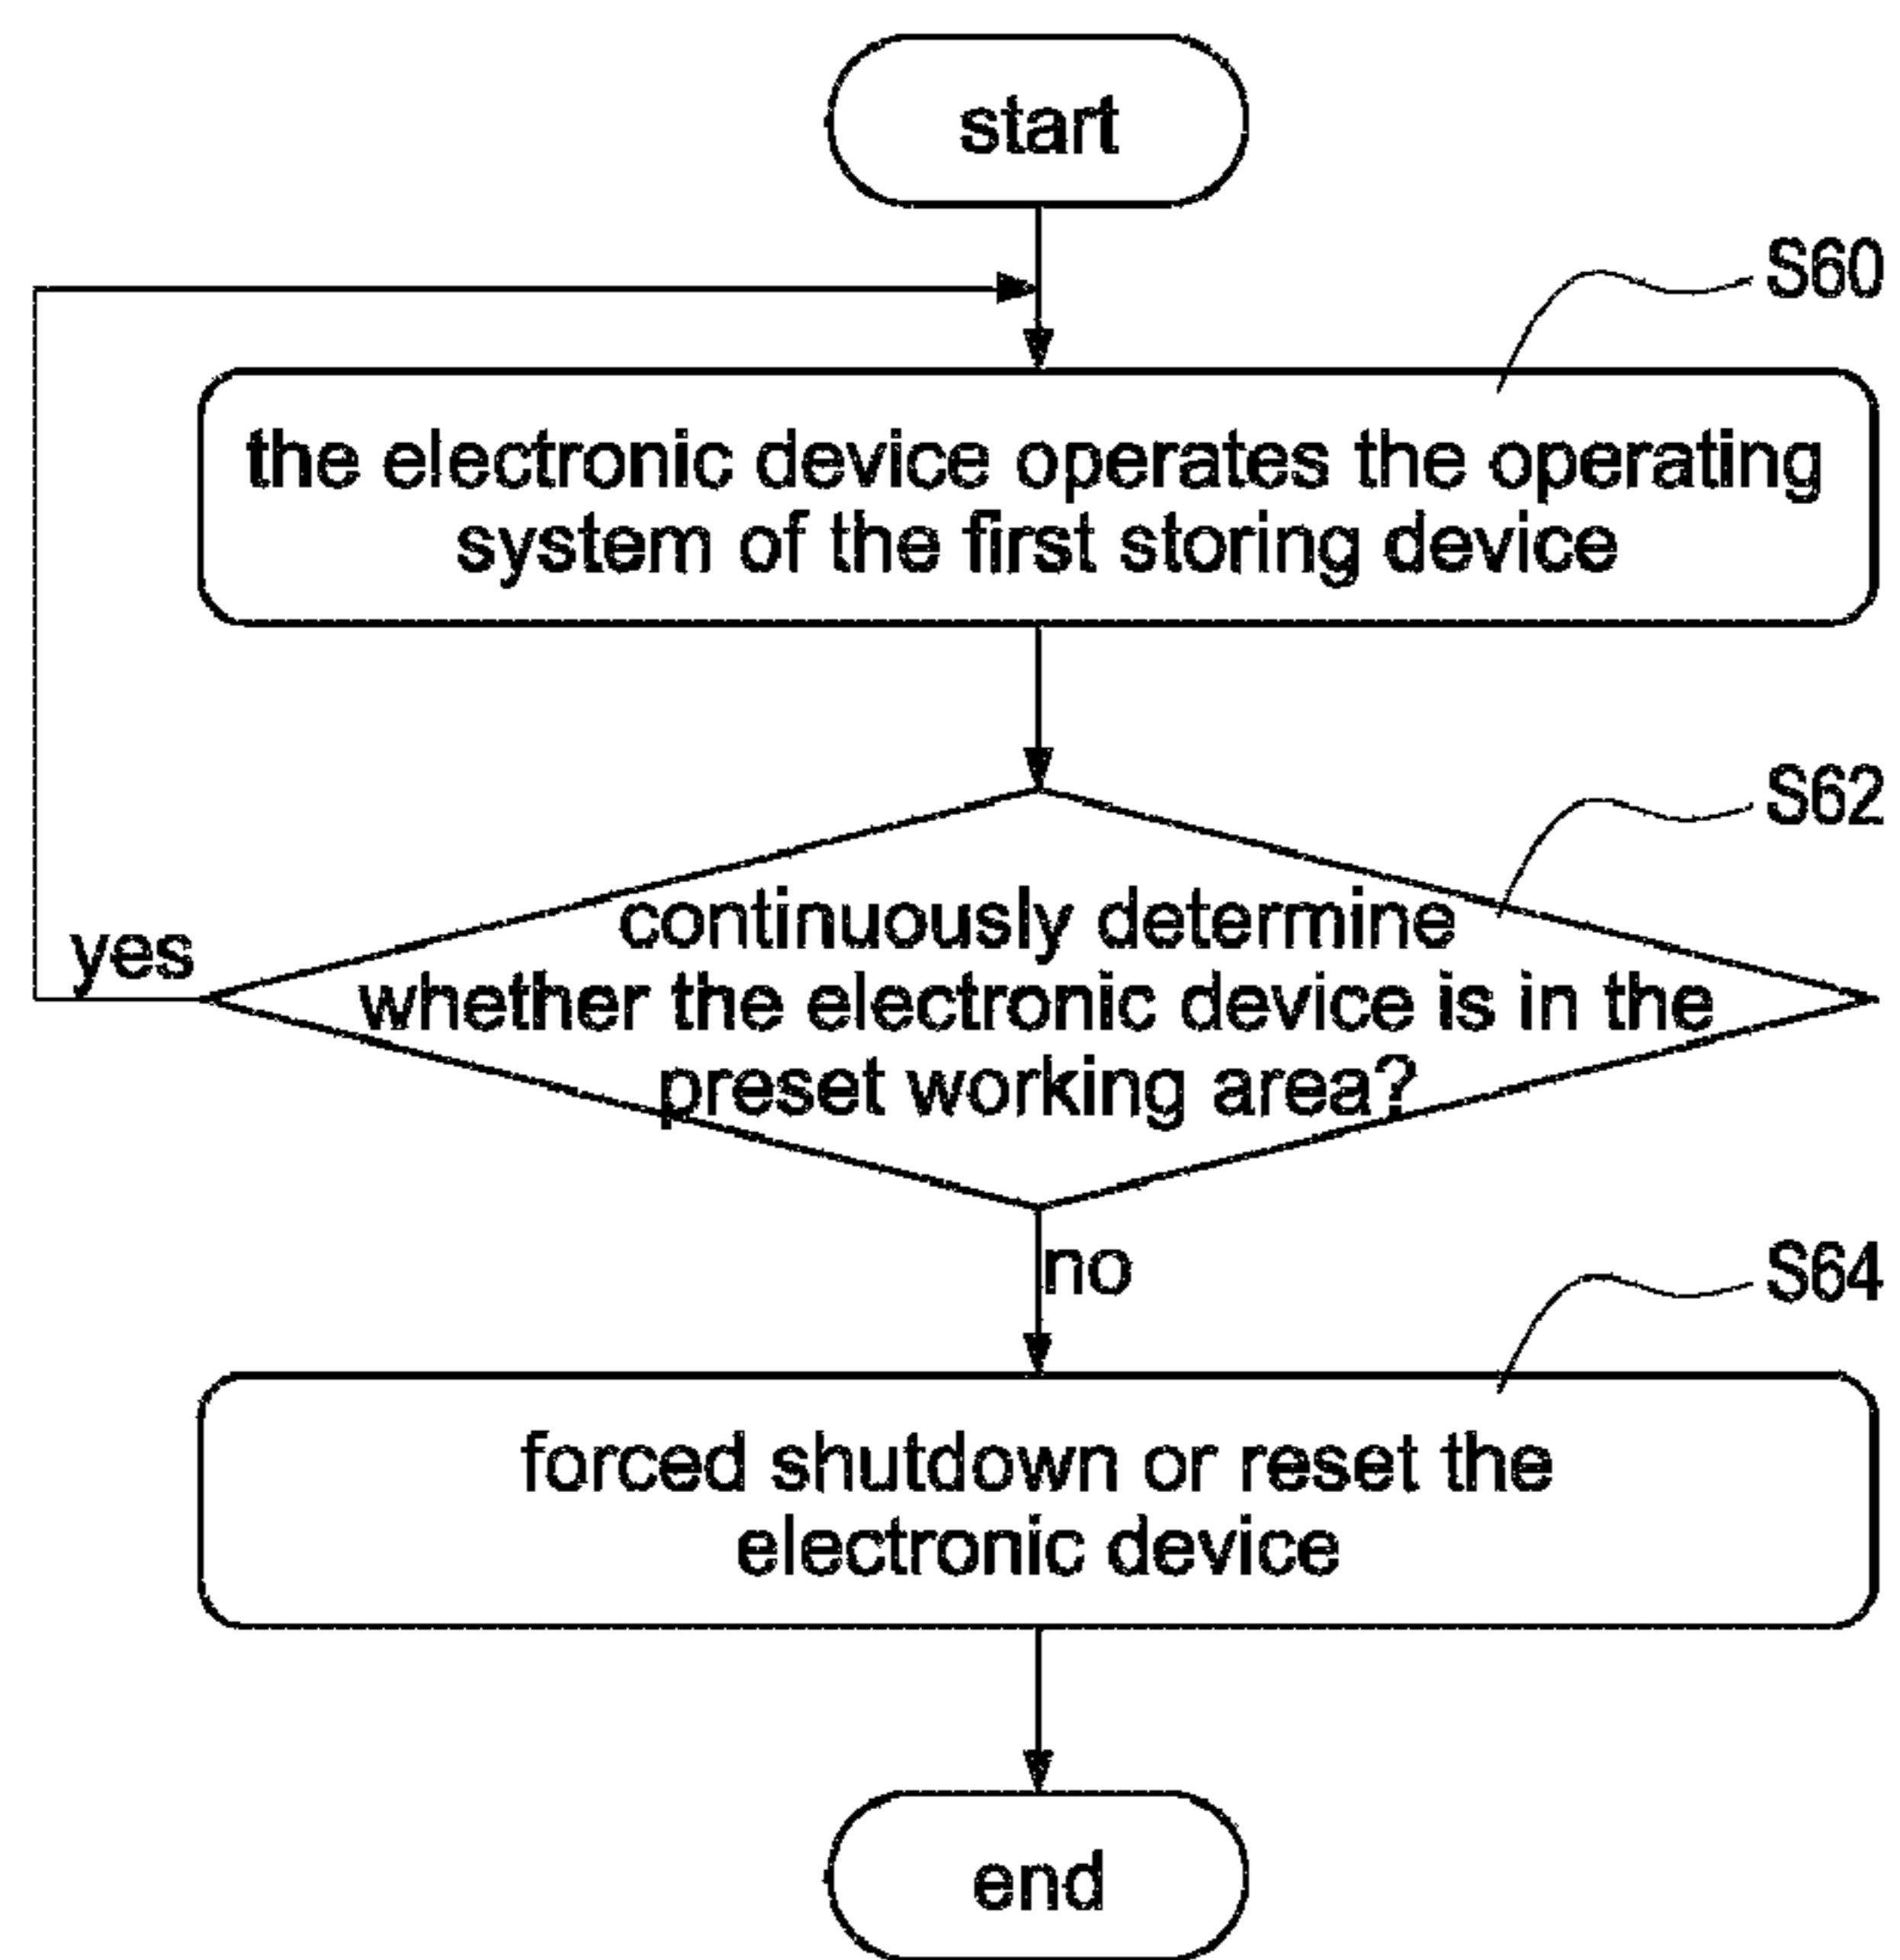 start
S60
the electronic device operates the operating
system of the first storing device
S62
continuously determine
whether the electronic device is in the
preset working area?
yes
no
S64
forced shutdown or reset the
electronic device
end